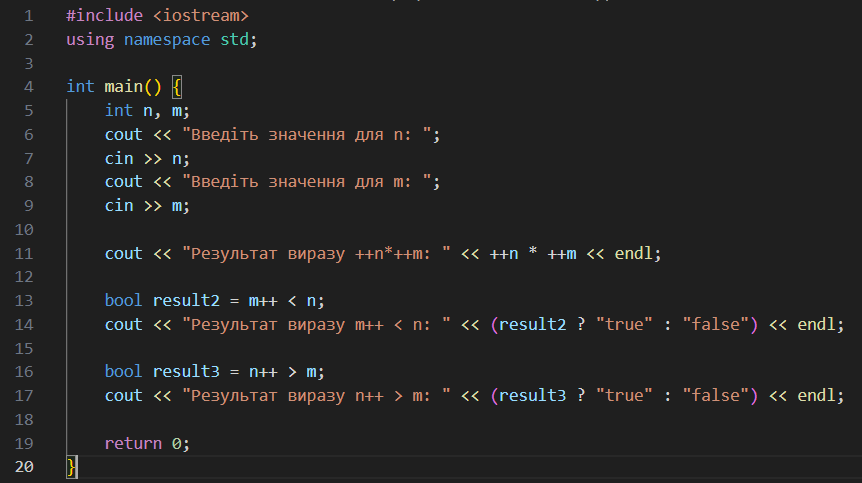 1 #include <iostream>
2 using namespace std;
3
4 int main() {
5     int n, m;
6     cout << "Введіть значення для n: ";
7     cin >> n;
8     cout << "Введіть значення для m: ";
9     cin >> m;
10
11     cout << "Результат виразу ++n*++m: " << ++n * ++m << endl;
12
13     bool result2 = m++ < n;
14     cout << "Результат виразу m++ < n: " << (result2 ? "true" : "false") << endl;
15
16     bool result3 = n++ > m;
17     cout << "Результат виразу n++ > m: " << (result3 ? "true" : "false") << endl;
18
19     return 0;
20 }